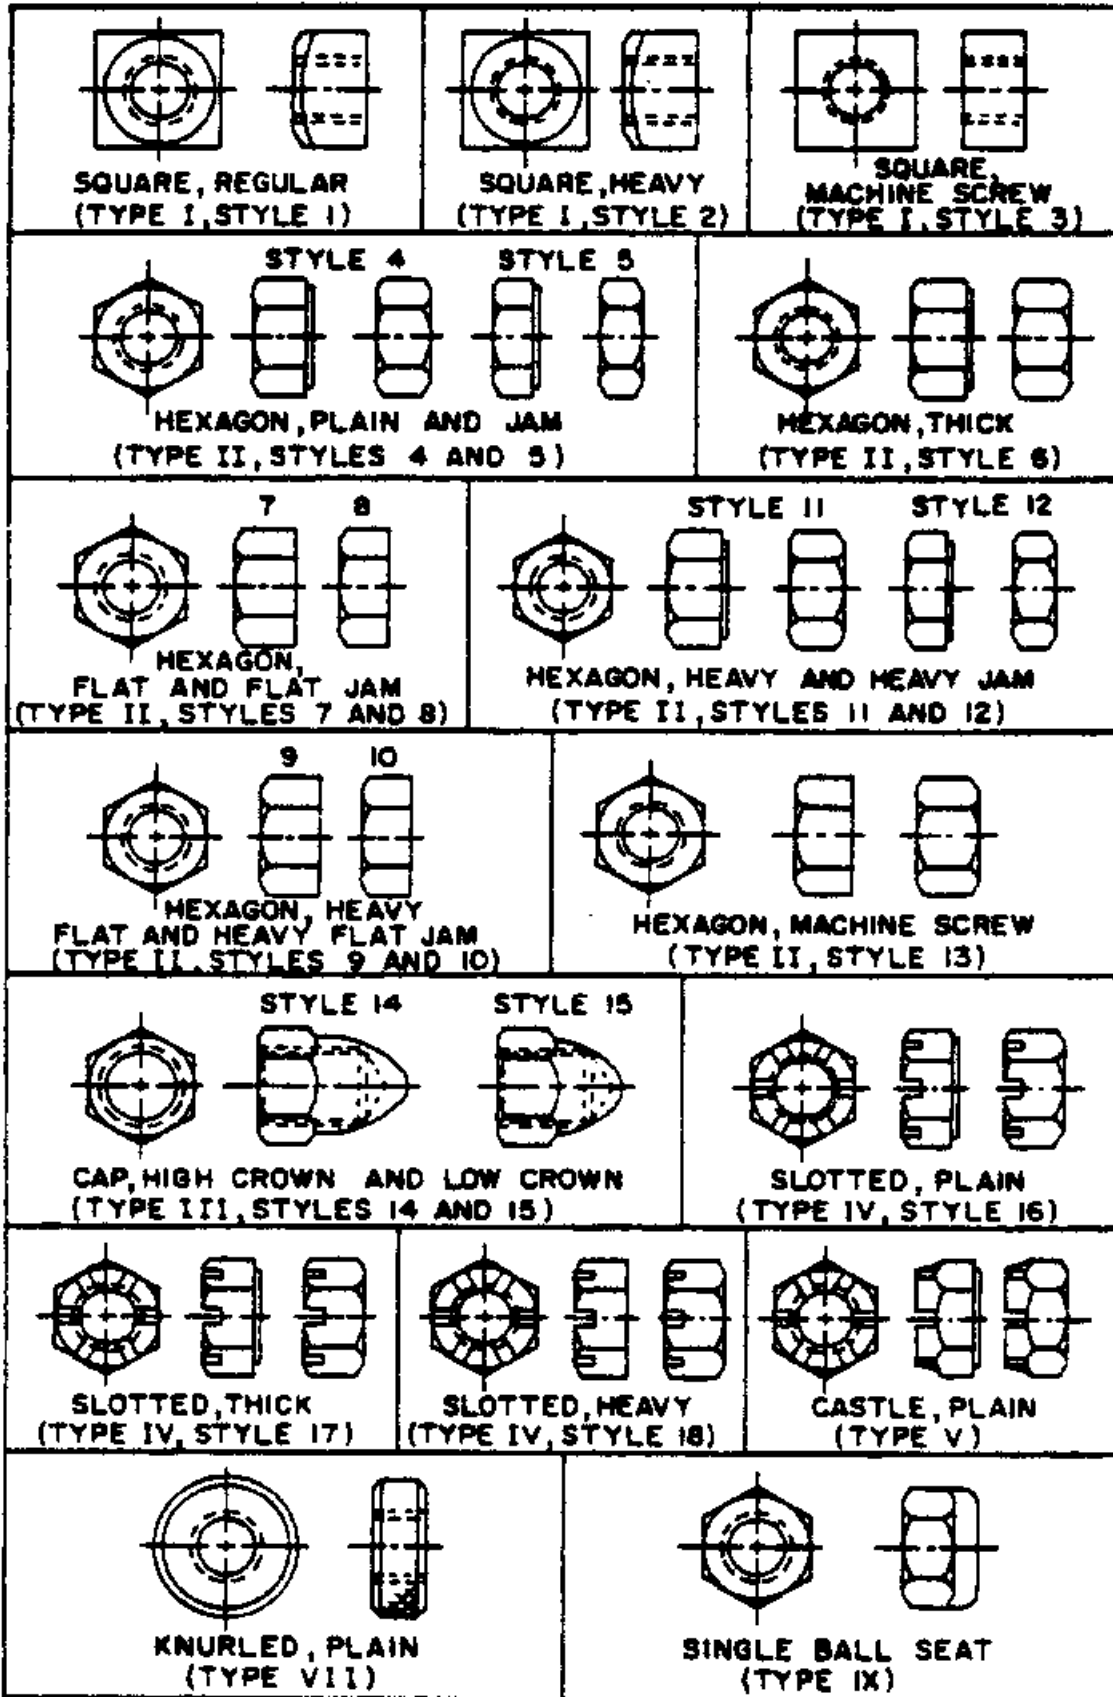 SQUARE, REGULAR
(TYPE I, STYLE 1)
SQUARE, HEAVY
(TYPE I, STYLE 2)
SQUARE,
MACHINE SCREW
(TYPE I, STYLE 3)
STYLE 4
STYLE 5
HEXAGON, PLAIN AND JAM
(TYPE II, STYLES 4 AND 5)
HEXAGON, THICK
(TYPE II, STYLE 6)
7
8
HEXAGON,
FLAT AND FLAT JAM
(TYPE II, STYLES 7 AND 8)
STYLE 11
STYLE 12
HEXAGON, HEAVY AND HEAVY JAM
(TYPE II, STYLES 11 AND 12)
9
10
HEXAGON, HEAVY
FLAT AND HEAVY FLAT JAM
(TYPE II, STYLES 9 AND 10)
HEXAGON, MACHINE SCREW
(TYPE II, STYLE 13)
STYLE 14
STYLE 15
CAP, HIGH CROWN AND LOW CROWN
(TYPE III, STYLES 14 AND 15)
SLOTTED, PLAIN
(TYPE IV, STYLE 16)
SLOTTED, THICK
(TYPE IV, STYLE 17)
SLOTTED, HEAVY
(TYPE IV, STYLE 18)
CASTLE, PLAIN
(TYPE V)
KNURLED, PLAIN
(TYPE VII)
SINGLE BALL SEAT
(TYPE IX)